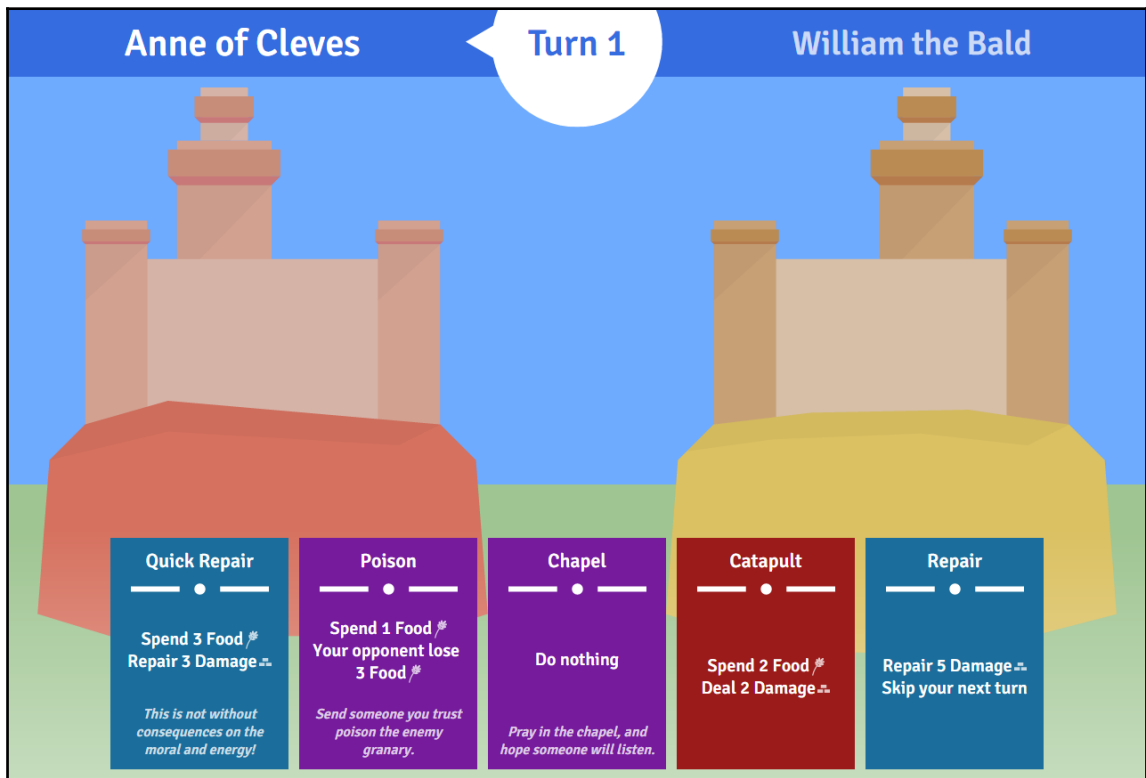 Anne of Cleves
Turn 1
William the Bald
Quick Repair
Spend 3 Food
Repair 3 Damage
This is not without
consequences on the
moral and energy!
Poison
Spend 1 Food
Your opponent lose
3 Food
Send someone you trust
poison the enemy
granary.
Chapel
Do nothing
Pray in the chapel, and
hope someone will listen.
Catapult
Spend 2 Food
Deal 2 Damage
Repair
Repair 5 Damage
Skip your next turn